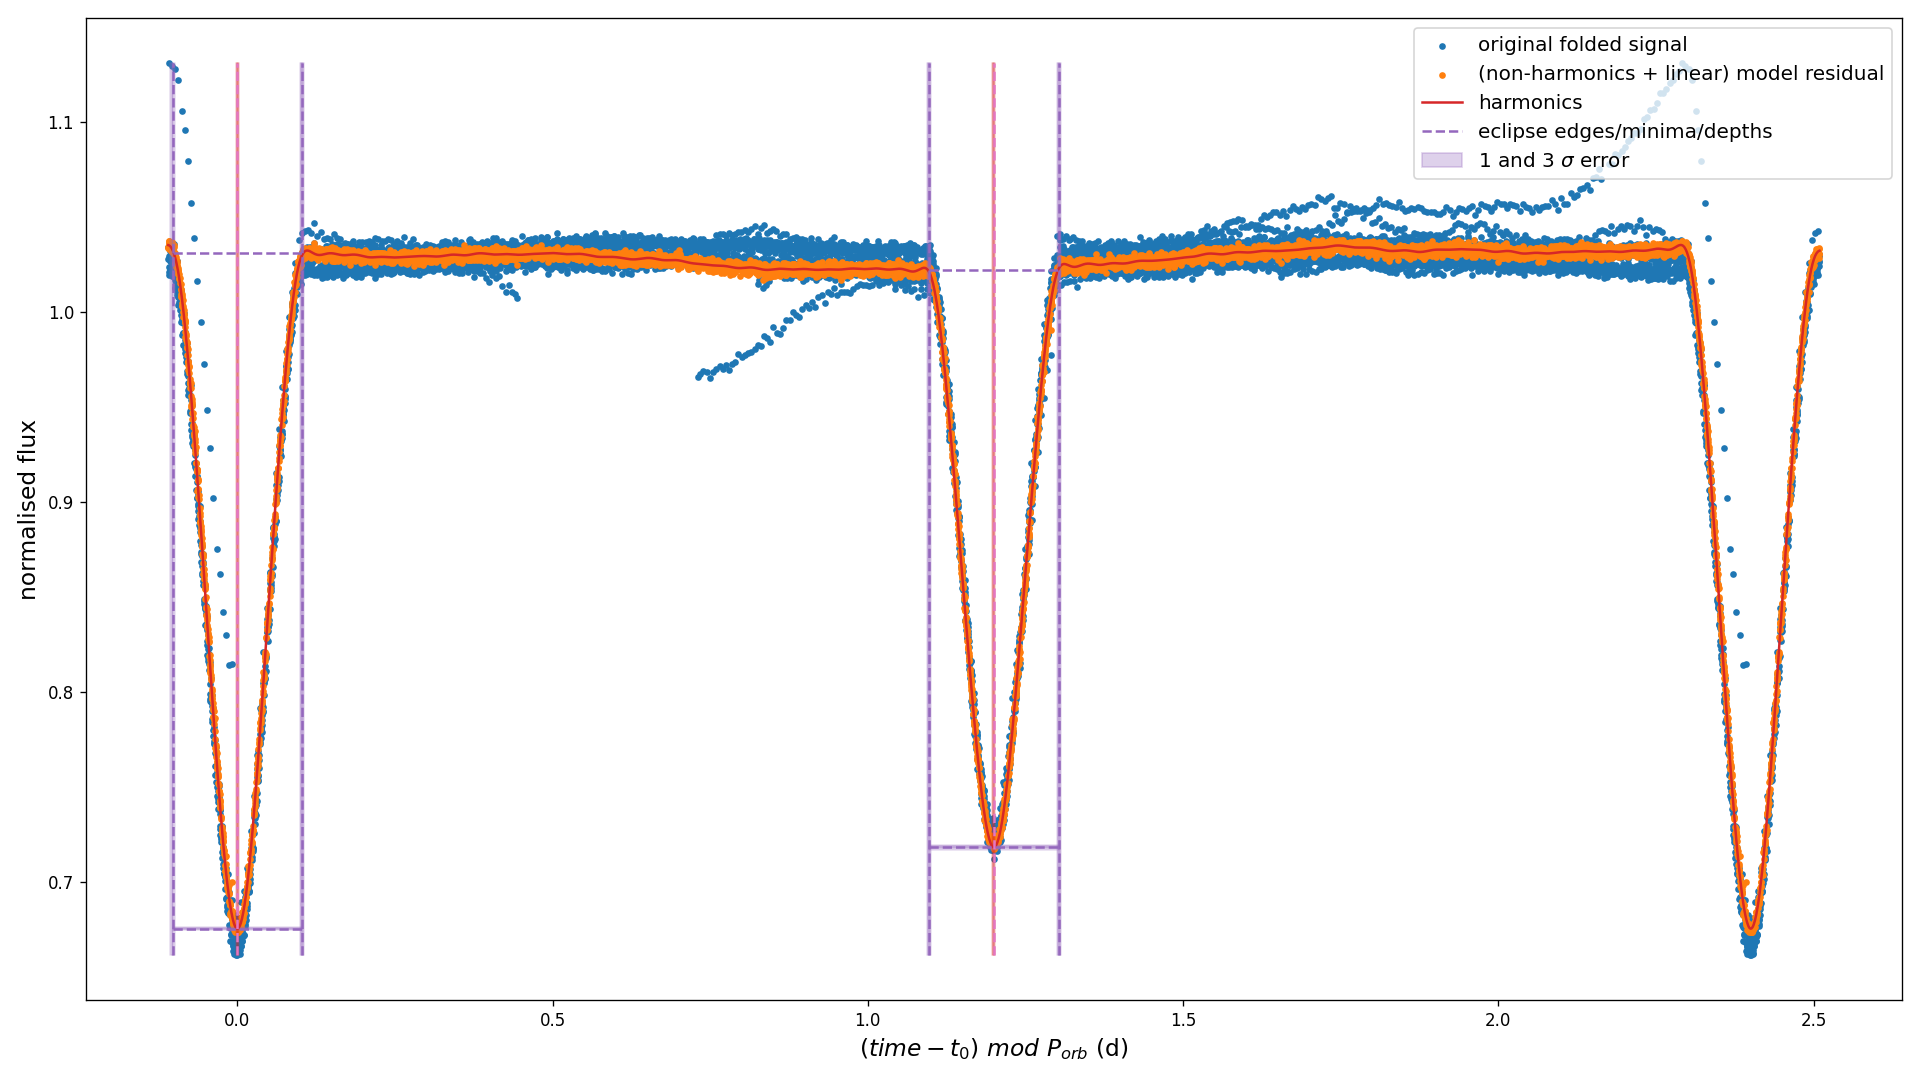 original folded signal
(non-harmonics + linear) model residual
harmonics
eclipse edges/minima/depths
1 and 3 σ error
normalised flux
1.1
1.0
0.9
0.8
0.7
0.0 0.5 1.0 1.5 2.0 2.5
(time − t₀) mod P_orb (d)